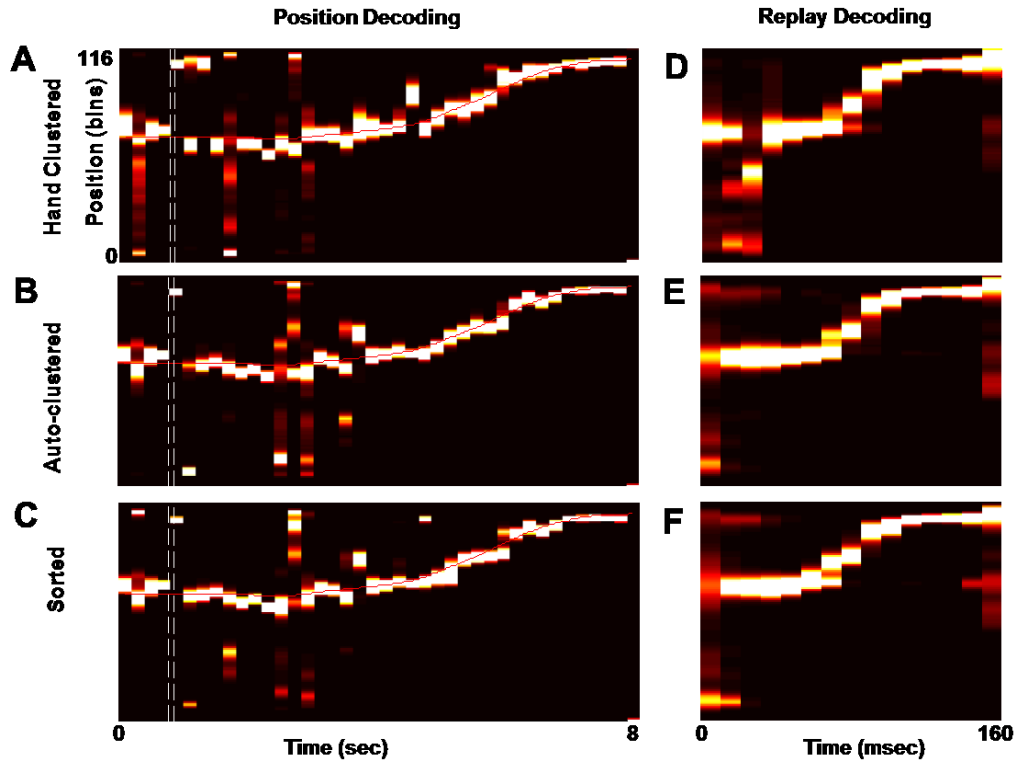 Position Decoding
Replay Decoding
A
116
Hand Clustered
Position (bins)
0
D
B
Auto-clustered
E
C
Sorted
F
0
Time (sec)
8
0
Time (msec)
160